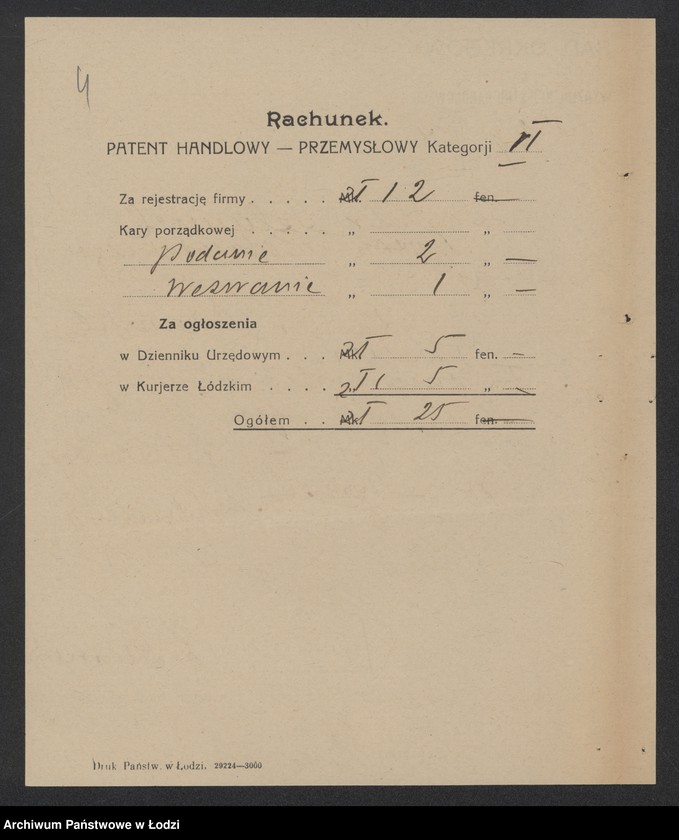 4
Rachunek.
PATENT HANDLOWY — PRZEMYSŁOWY Kategorji VI
Za rejestrację firmy . . . . . Mk. zł 12 fen.
Kary porządkowej . . . . . „ „
Podanie „ 2 „ —
Wezwanie „ 1 „ —
Za ogłoszenia
w Dzienniku Urzędowym . . . Mk. zł 5 fen. —
w Kurjerze Łódzkim . . . . zł 5 „ —
Ogółem . . Mk. zł 25 fen. —
Druk Państw. w Łodzi. 29224—3000
Archiwum Państwowe w Łodzi